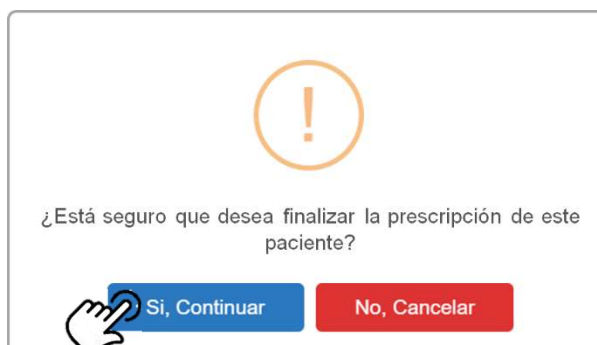 !
¿Está seguro que desea finalizar la prescripción de este
paciente?
Si, Continuar
No, Cancelar